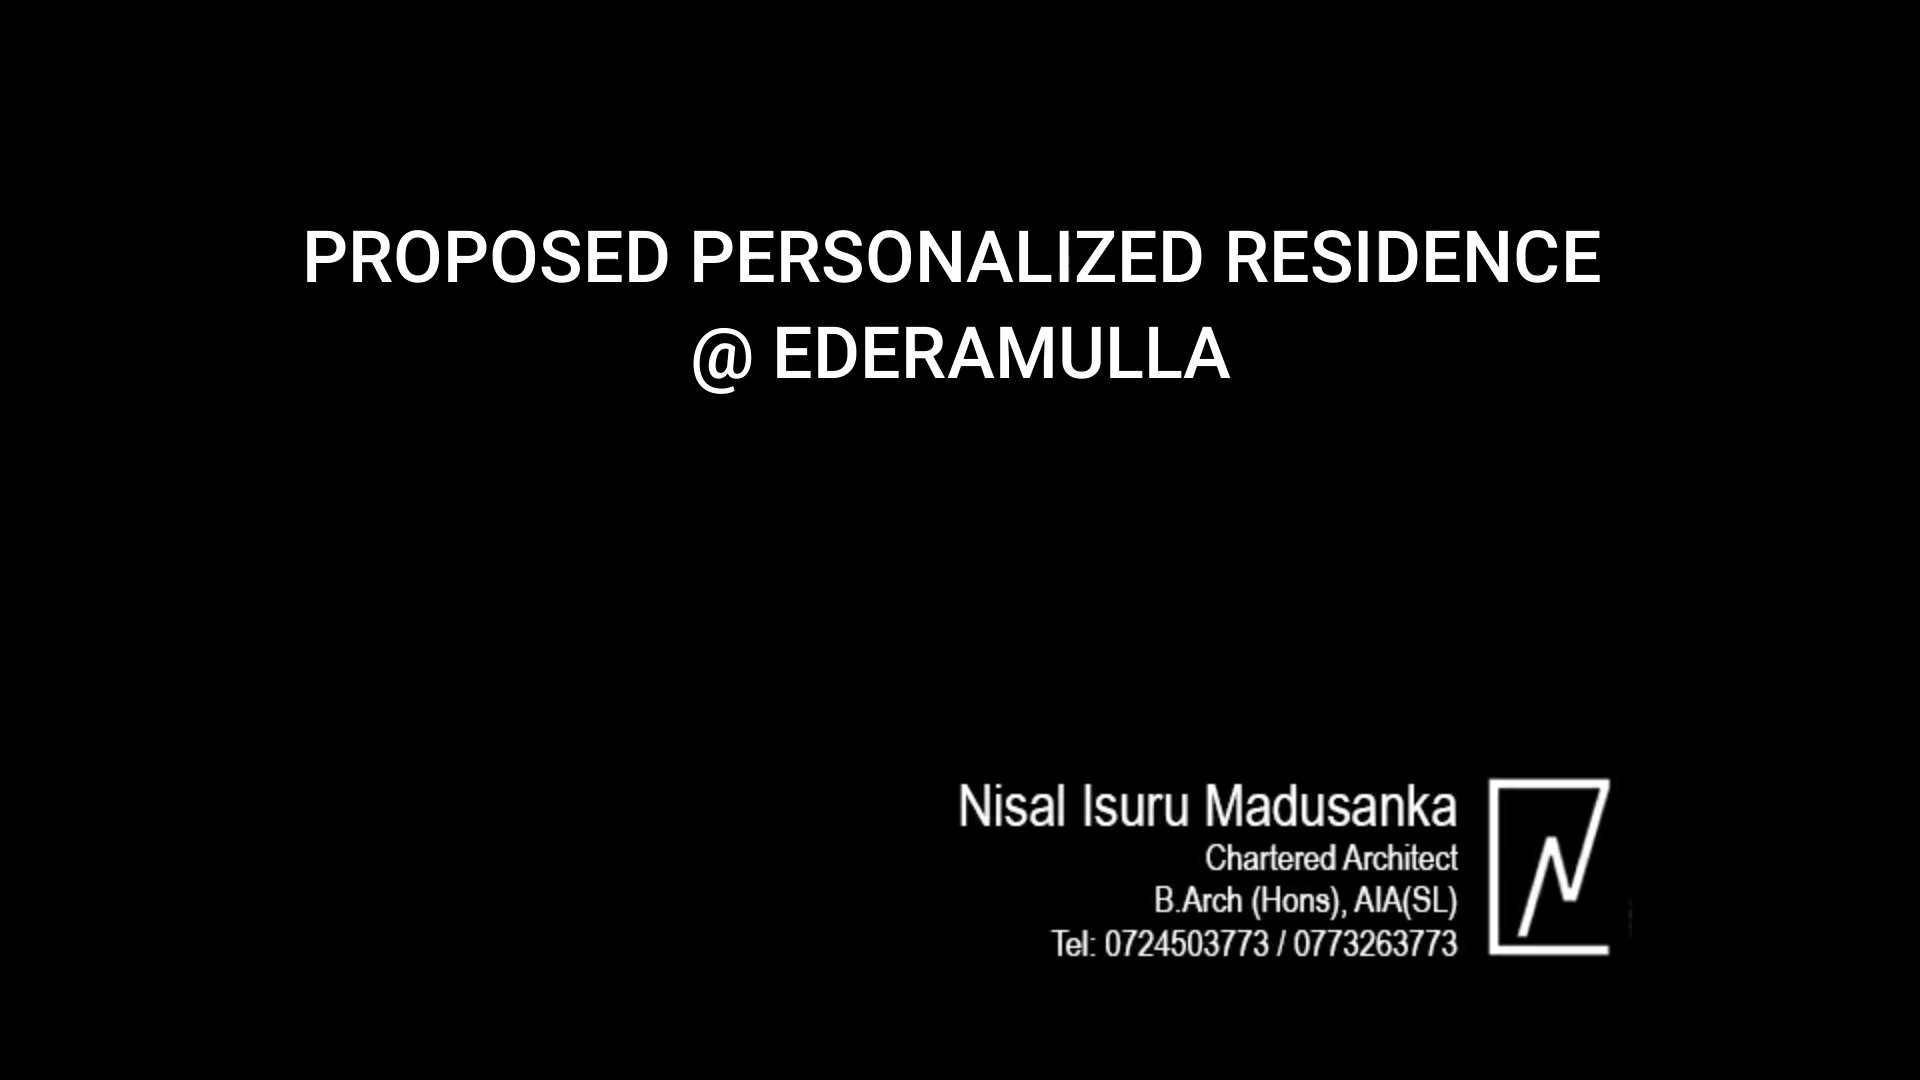 PROPOSED PERSONALIZED RESIDENCE
@ EDERAMULLA
Nisal Isuru Madusanka
Chartered Architect
B.Arch (Hons), AIA(SL)
Tel: 0724503773 / 0773263773